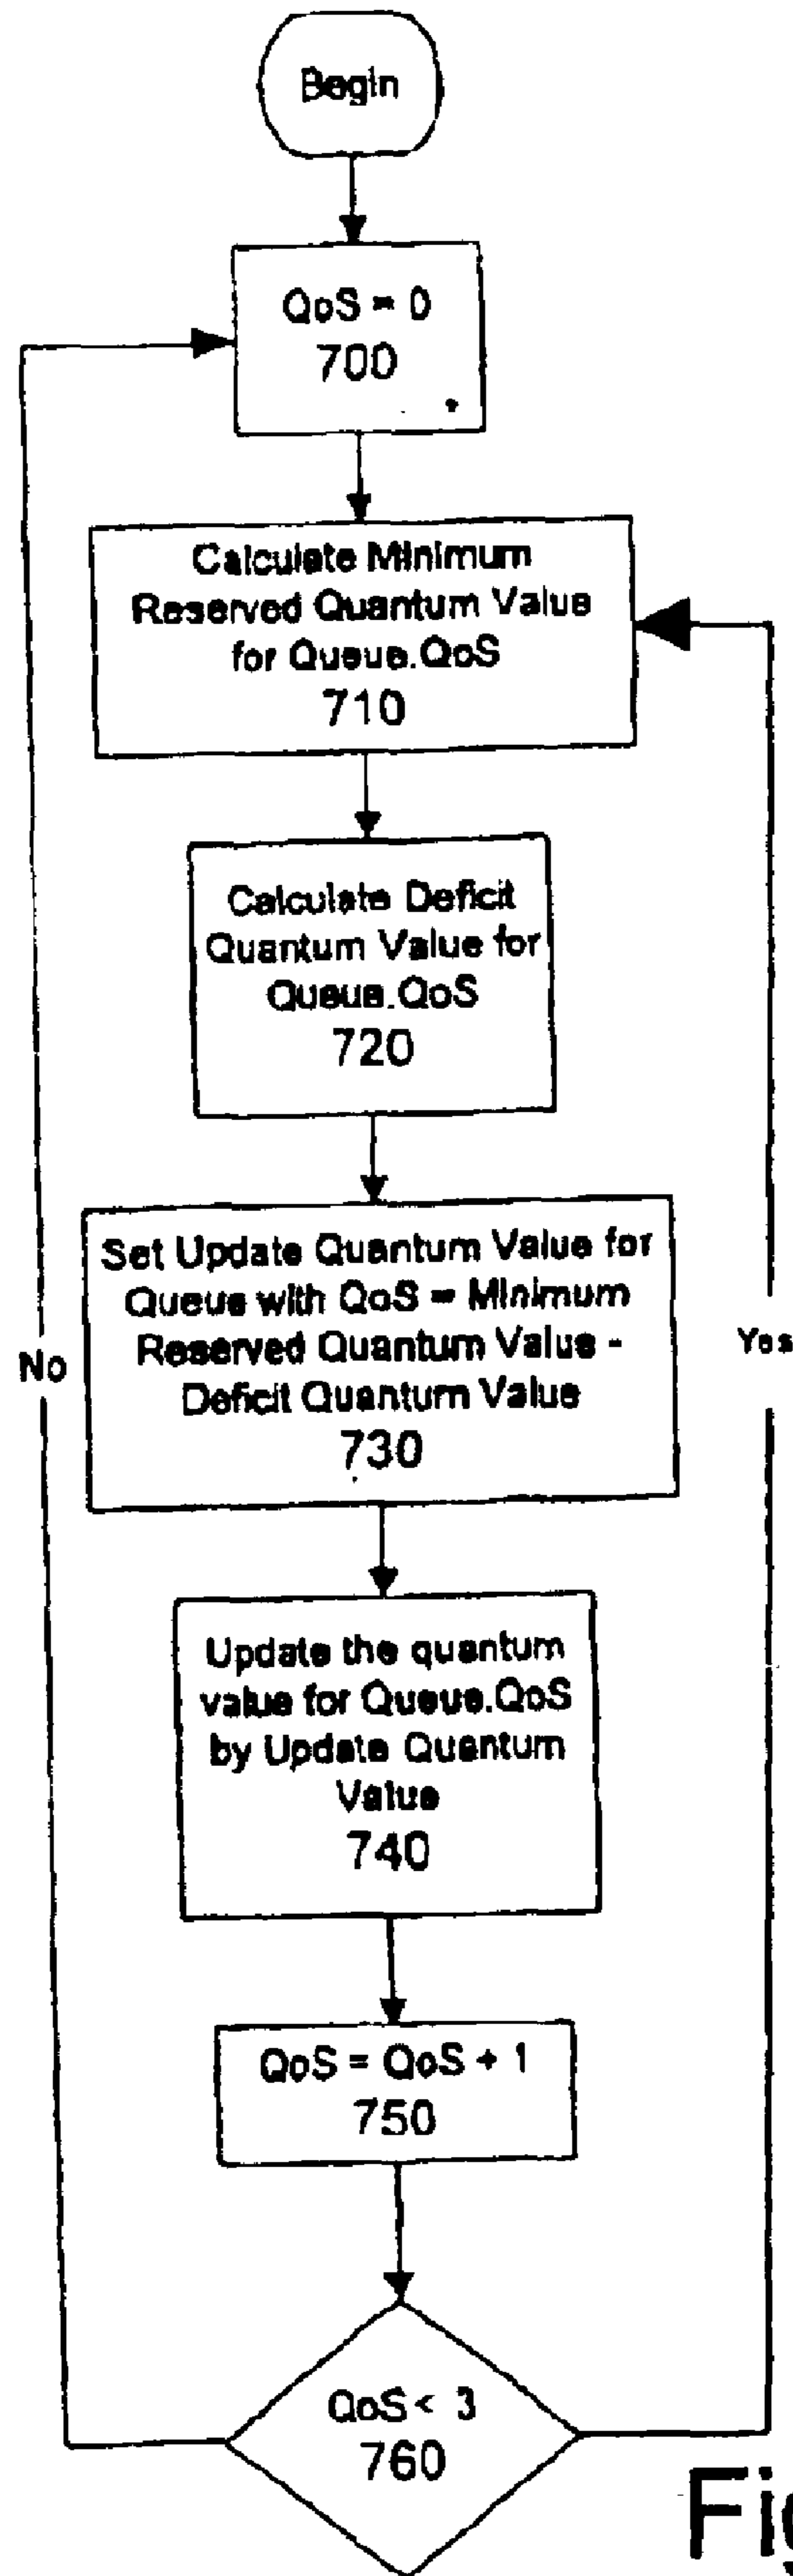 Begin
QoS = 0
700
Calculate Minimum
Reserved Quantum Value
for Queue.QoS
710
Calculate Deficit
Quantum Value for
Queue.QoS
720
Set Update Quantum Value for
Queue with QoS = Minimum
Reserved Quantum Value -
Deficit Quantum Value
730
No
Yes
Update the quantum
value for Queue.QoS
by Update Quantum
Value
740
QoS = QoS + 1
750
QoS < 3
760